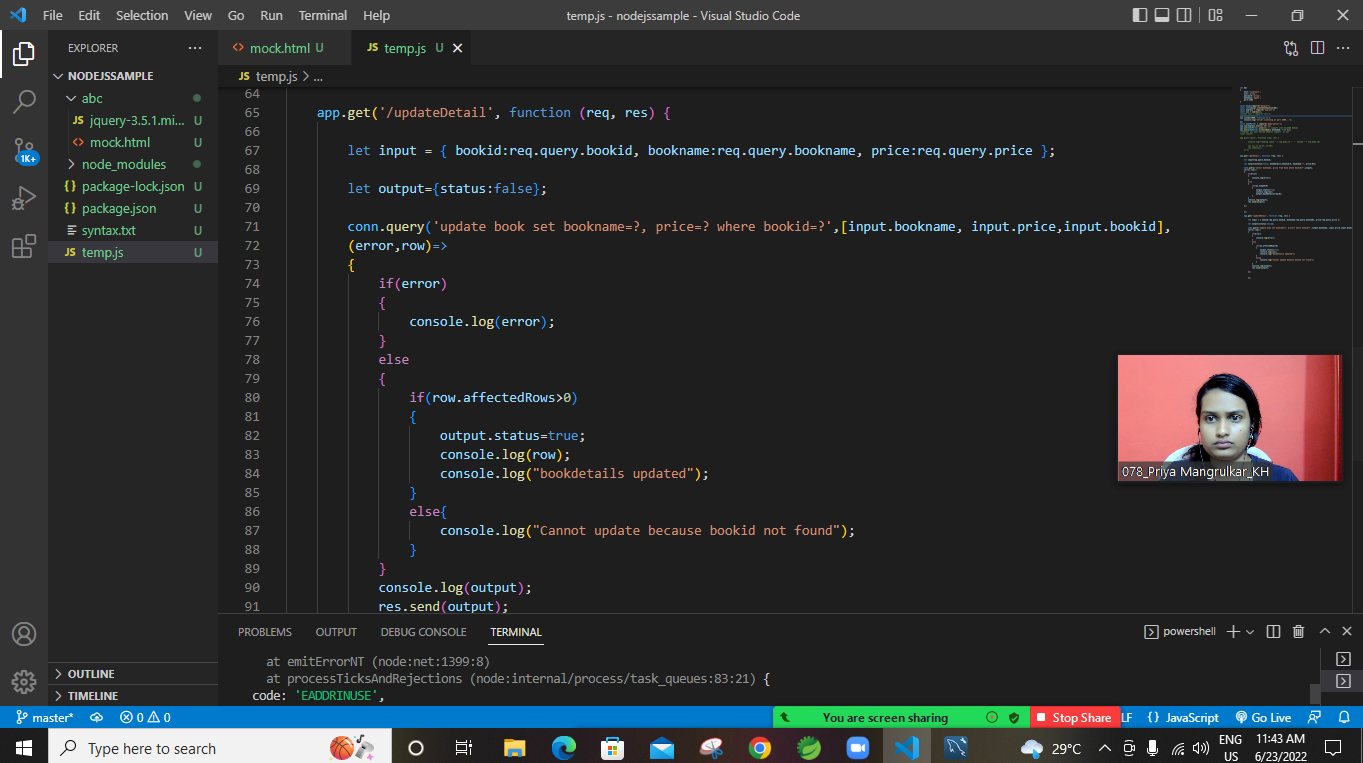 File Edit Selection View Go Run Terminal Help
temp.js - nodejssample - Visual Studio Code
EXPLORER ...
<> mock.html U
JS temp.js U
JS temp.js > ...
NODEJSSAMPLE
abc
JS jquery-3.5.1.mi... U
<> mock.html U
node_modules
{} package-lock.json U
{} package.json U
syntax.txt U
JS temp.js U
1K+
64
65 app.get('/updateDetail', function (req, res) {
66
67 let input = { bookid:req.query.bookid, bookname:req.query.bookname, price:req.query.price };
68
69 let output={status:false};
70
71 conn.query('update book set bookname=?, price=? where bookid=?',[input.bookname, input.price,input.bookid],
72 (error,row)=>
73 {
74 if(error)
75 {
76 console.log(error);
77 }
78 else
79 {
80 if(row.affectedRows>0)
81 {
82 output.status=true;
83 console.log(row);
84 console.log("bookdetails updated");
85 }
86 else{
87 console.log("Cannot update because bookid not found");
88 }
89 }
90 console.log(output);
91 res.send(output);
078_Priya Mangrulkar_KH
OUTLINE
TIMELINE
PROBLEMS OUTPUT DEBUG CONSOLE TERMINAL
powershell
at emitErrorNT (node:net:1399:8)
at processTicksAndRejections (node:internal/process/task_queues:83:21) {
code: 'EADDRINUSE',
master* 0 0
You are screen sharing
Stop Share
LF {} JavaScript Go Live
Type here to search
29°C
ENG
US
11:43 AM
6/23/2022